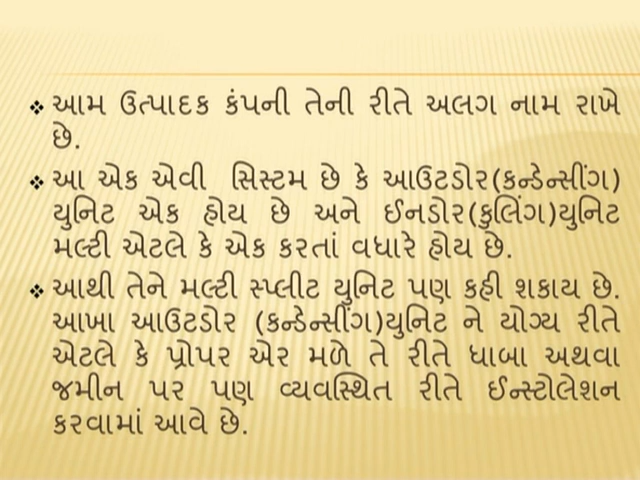 ❖ આમ ઉત્પાદક કંપની તેની રીતે અલગ નામ રાખે
છે.
❖ આ એક એવી સિસ્ટમ છે કે આઉટડોર(કન્ડેન્સીંગ)
યુનિટ એક હોય છે અને ઈનડોર(કુલિંગ)યુનિટ
મલ્ટી એટલે કે એક કરતાં વધારે હોય છે.
❖ આથી તેને મલ્ટી સ્પ્લીટ યુનિટ પણ કહી શકાય છે.
આખા આઉટડોર (કન્ડેન્સીંગ)યુનિટ ને યોગ્ય રીતે
એટલે કે પ્રોપર એર મળે તે રીતે ધાબા અથવા
જમીન પર પણ વ્યવસ્થિત રીતે ઈન્સ્ટોલેશન
કરવામાં આવે છે.